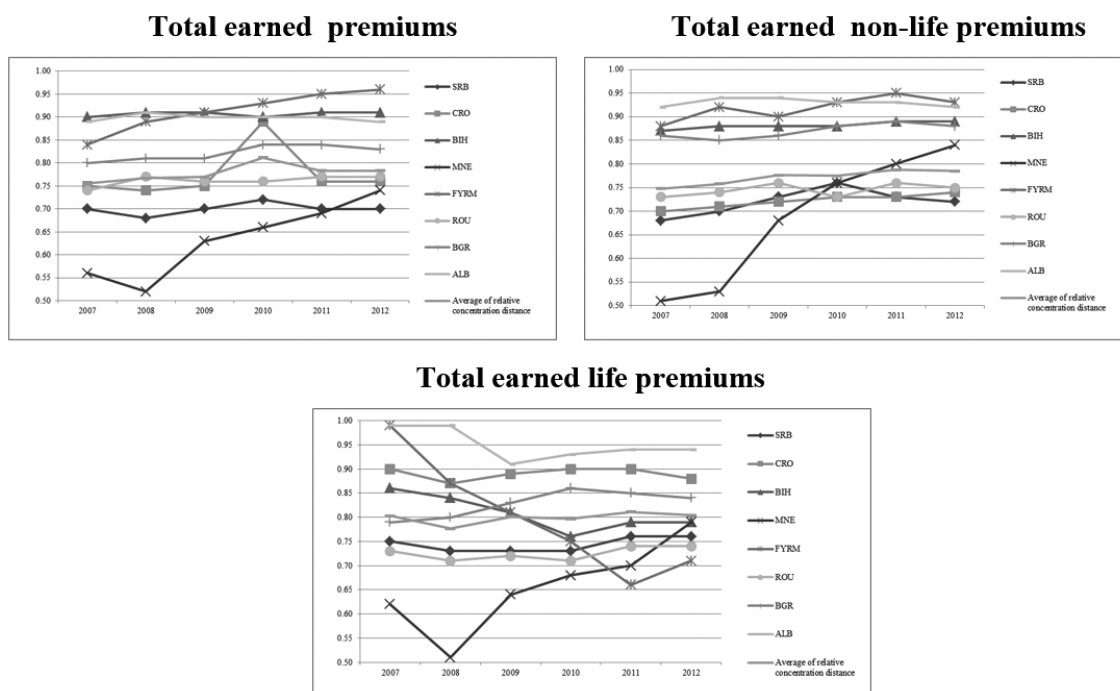 Total earned premiums
1.00
0.95
0.90
0.85
0.80
0.75
0.70
0.65
0.60
0.55
0.50
2007 2008 2009 2010 2011 2012
SRB
CRO
BIH
MNE
FYRM
ROU
BGR
ALB
Average of relative
concentration distance
Total earned non-life premiums
1.00
0.95
0.90
0.85
0.80
0.75
0.70
0.65
0.60
0.55
0.50
2007 2008 2009 2010 2011 2012
SRB
CRO
BIH
MNE
FYRM
ROU
BGR
ALB
Average of relative
concentration distance
Total earned life premiums
1.00
0.95
0.90
0.85
0.80
0.75
0.70
0.65
0.60
0.55
0.50
2007 2008 2009 2010 2011 2012
SRB
CRO
BIH
MNE
FYRM
ROU
BGR
ALB
Average of relative
concentration distance